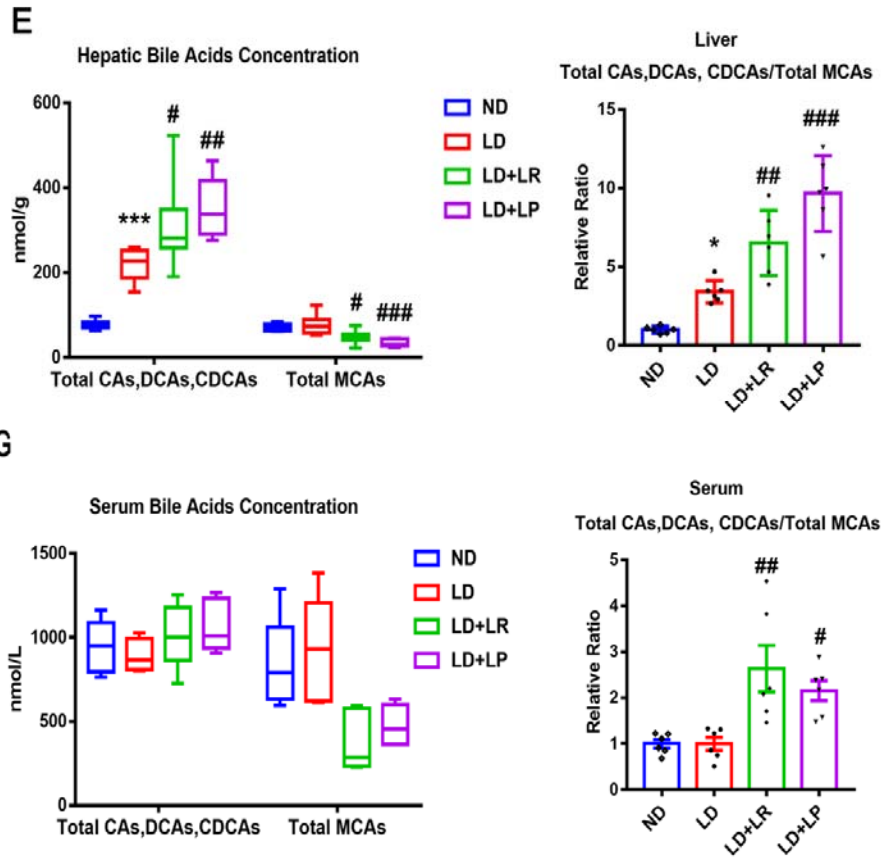 E
Hepatic Bile Acids Concentration
600
400
200
0
nmol/g
***
#
##
#
###
Total CAs,DCAs,CDCAs
Total MCAs
ND
LD
LD+LR
LD+LP
Liver
Total CAs,DCAs, CDCAs/Total MCAs
15
10
5
0
Relative Ratio
*
##
###
ND
LD
LD+LR
LD+LP
Serum Bile Acids Concentration
1500
1000
500
0
nmol/L
Total CAs,DCAs,CDCAs
Total MCAs
ND
LD
LD+LR
LD+LP
Serum
Total CAs,DCAs, CDCAs/Total MCAs
5
4
3
2
1
0
Relative Ratio
##
#
ND
LD
LD+LR
LD+LP